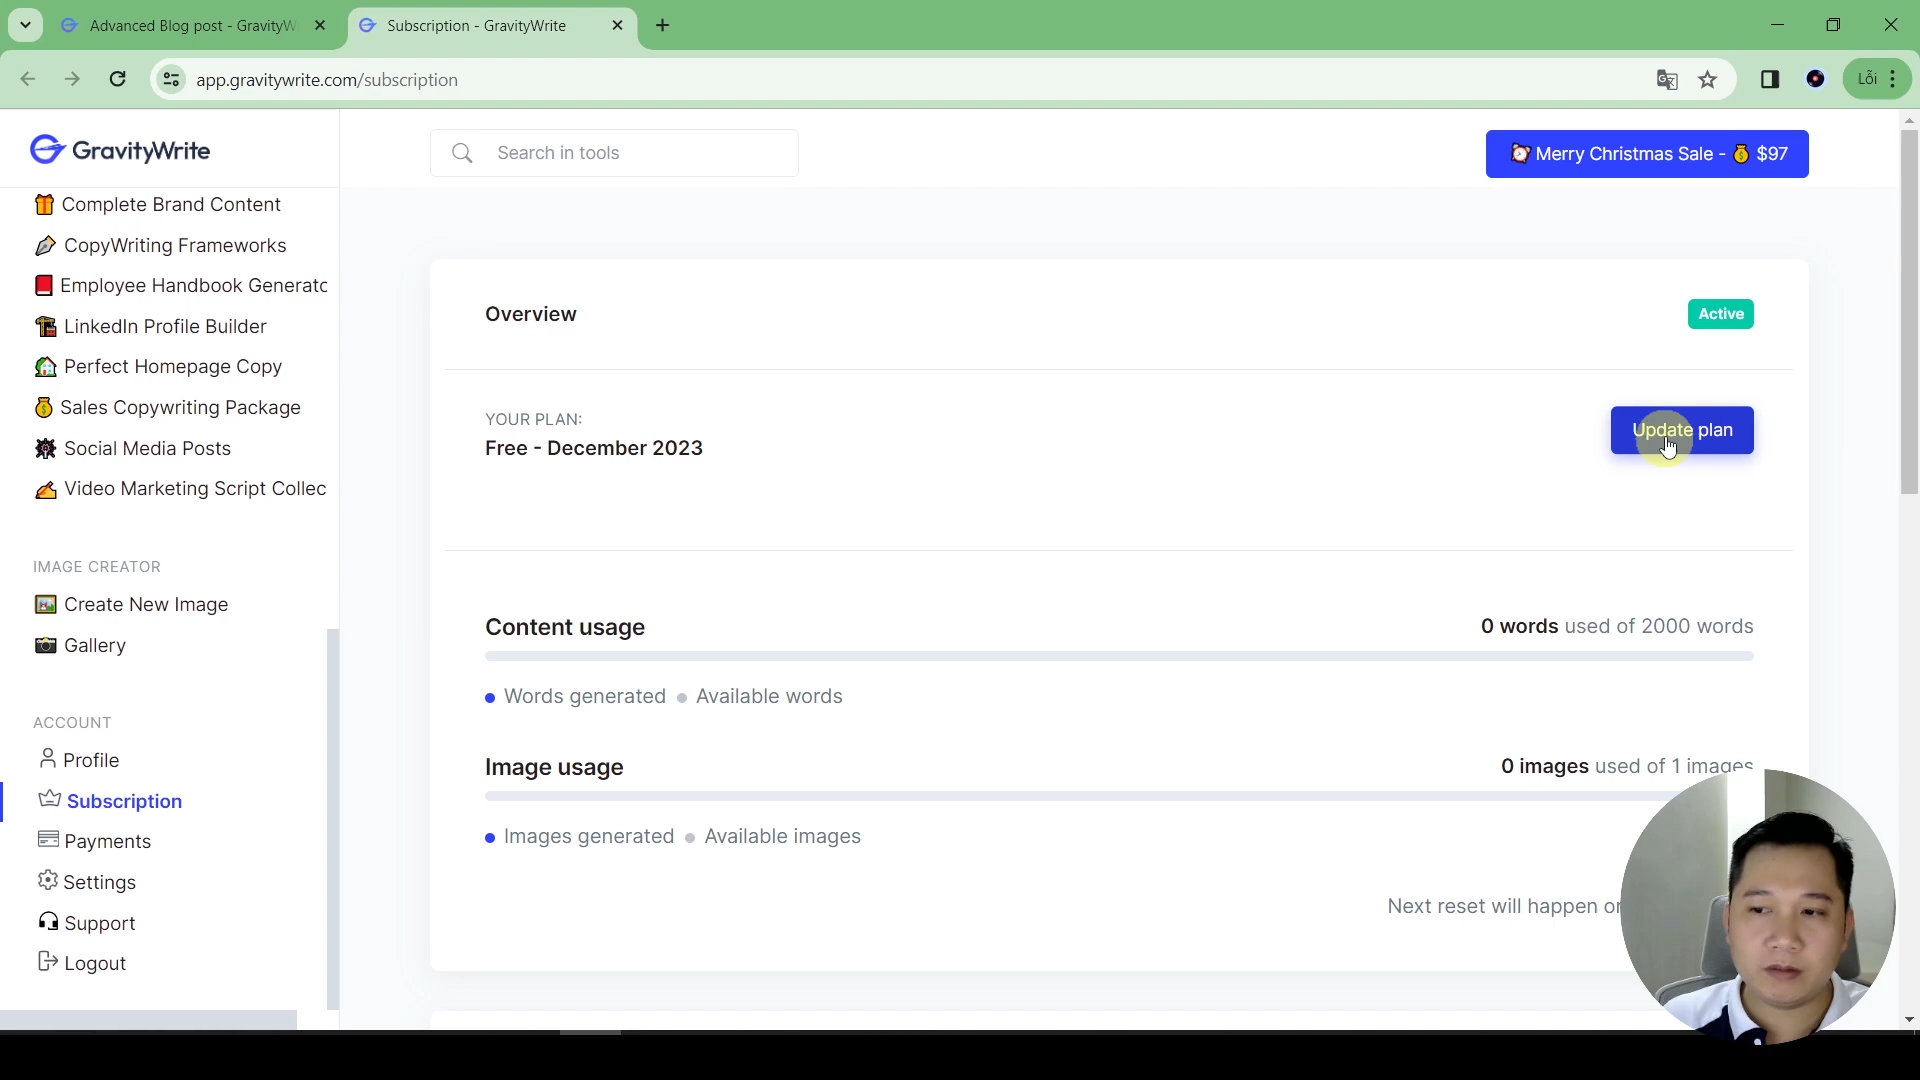 Advanced Blog post - GravityW
Subscription - GravityWrite
app.gravitywrite.com/subscription
Lỗi
GravityWrite
Search in tools
Merry Christmas Sale - $97
Complete Brand Content
CopyWriting Frameworks
Employee Handbook Generato
LinkedIn Profile Builder
Perfect Homepage Copy
Sales Copywriting Package
Social Media Posts
Video Marketing Script Collec
IMAGE CREATOR
Create New Image
Gallery
ACCOUNT
Profile
Subscription
Payments
Settings
Support
Logout
Overview
Active
YOUR PLAN:
Free - December 2023
Update plan
Content usage
0 words used of 2000 words
Words generated Available words
Image usage
0 images used of 1 images
Images generated Available images
Next reset will happen on